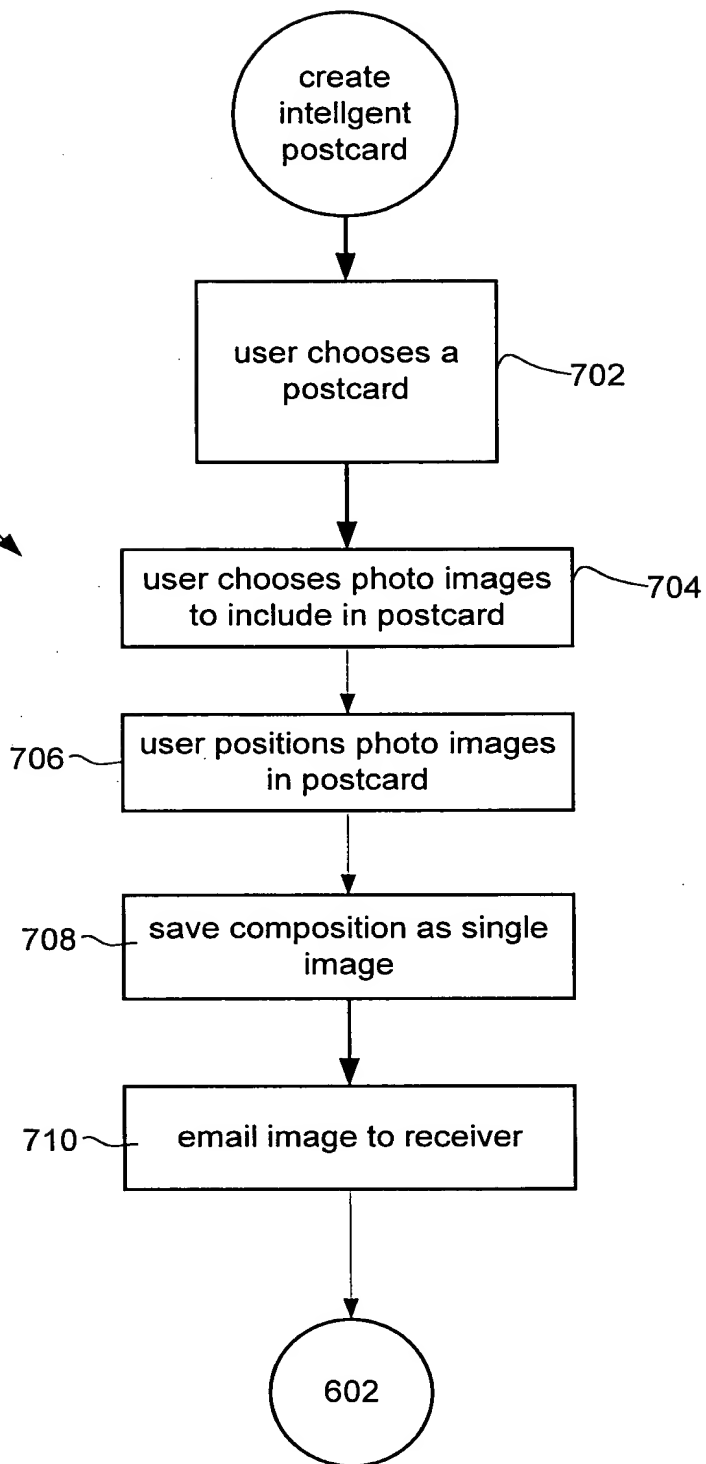 create
intellgent
postcard
user chooses a
postcard
702
user chooses photo images
to include in postcard
704
706
user positions photo images
in postcard
708
save composition as single
image
710
email image to receiver
602